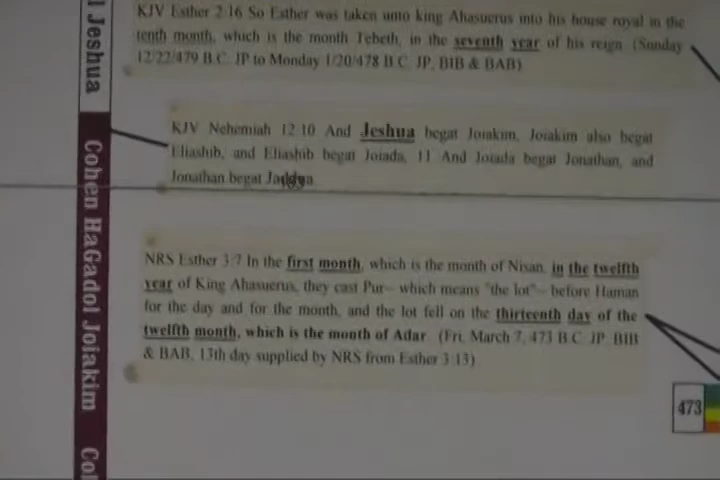 l Jeshua
KJV Esther 2:16 So Esther was taken unto king Ahasuerus into his house royal in the
tenth month, which is the month Tebeth, in the seventh year of his reign. (Sunday
12/22/479 B.C. JP to Monday 1/20/478 B.C. JP, BIB & BAB)
KJV Nehemiah 12:10 And Jeshua begat Joiakim, Joiakim also begat
Eliashib, and Eliashib begat Joiada, 11 And Joiada begat Jonathan, and
Jonathan begat Jaddua.
Cohen HaGadol Joiakim
NRS Esther 3:7 In the first month, which is the month of Nisan, in the twelfth
year of King Ahasuerus, they cast Pur-- which means "the lot"-- before Haman
for the day and for the month, and the lot fell on the thirteenth day of the
twelfth month, which is the month of Adar. (Fri, March 7, 473 B.C. JP BIB
& BAB, 13th day supplied by NRS from Esther 3:13)
473
Co